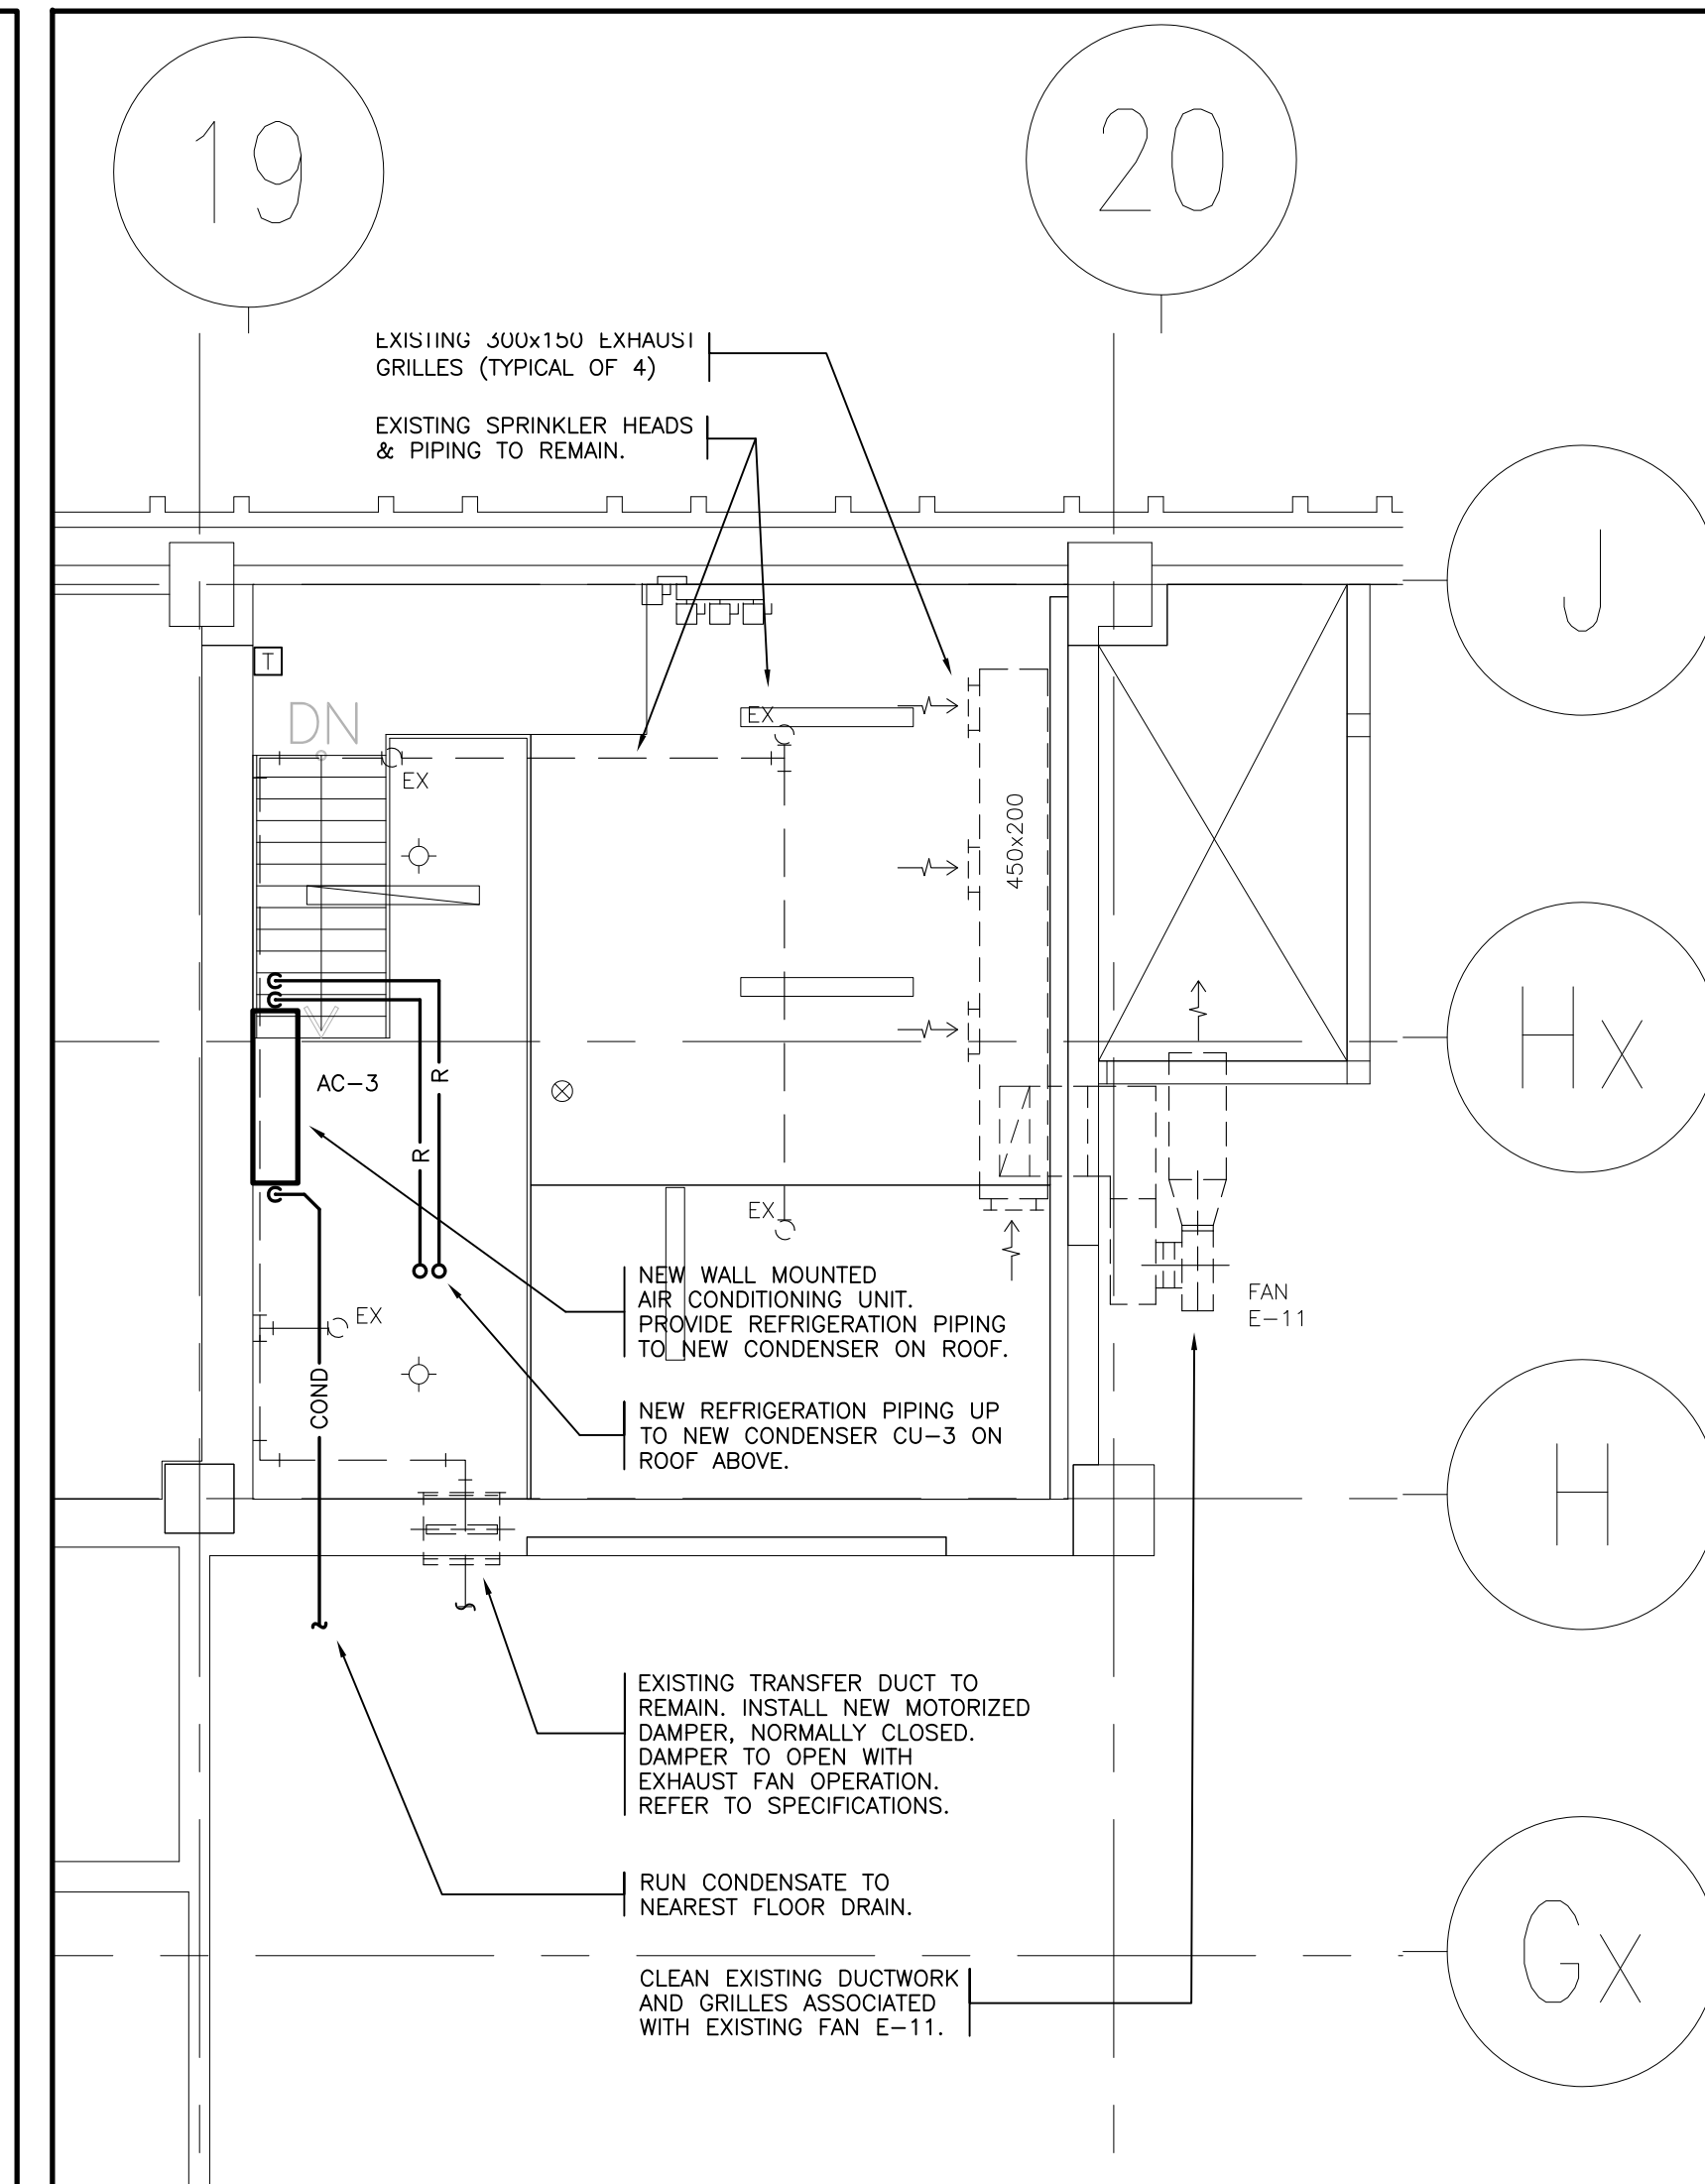 19
20
EXISTING 300x150 EXHAUST
GRILLES (TYPICAL OF 4)
EXISTING SPRINKLER HEADS
& PIPING TO REMAIN.
J
T
DN
EX
EX
450x200
Hx
AC-3
R
R
EX
NEW WALL MOUNTED
AIR CONDITIONING UNIT.
PROVIDE REFRIGERATION PIPING
TO NEW CONDENSER ON ROOF.
FAN
E-11
EX
COND
NEW REFRIGERATION PIPING UP
TO NEW CONDENSER CU-3 ON
ROOF ABOVE.
H
EXISTING TRANSFER DUCT TO
REMAIN. INSTALL NEW MOTORIZED
DAMPER, NORMALLY CLOSED.
DAMPER TO OPEN WITH
EXHAUST FAN OPERATION.
REFER TO SPECIFICATIONS.
RUN CONDENSATE TO
NEAREST FLOOR DRAIN.
Gx
CLEAN EXISTING DUCTWORK
AND GRILLES ASSOCIATED
WITH EXISTING FAN E-11.